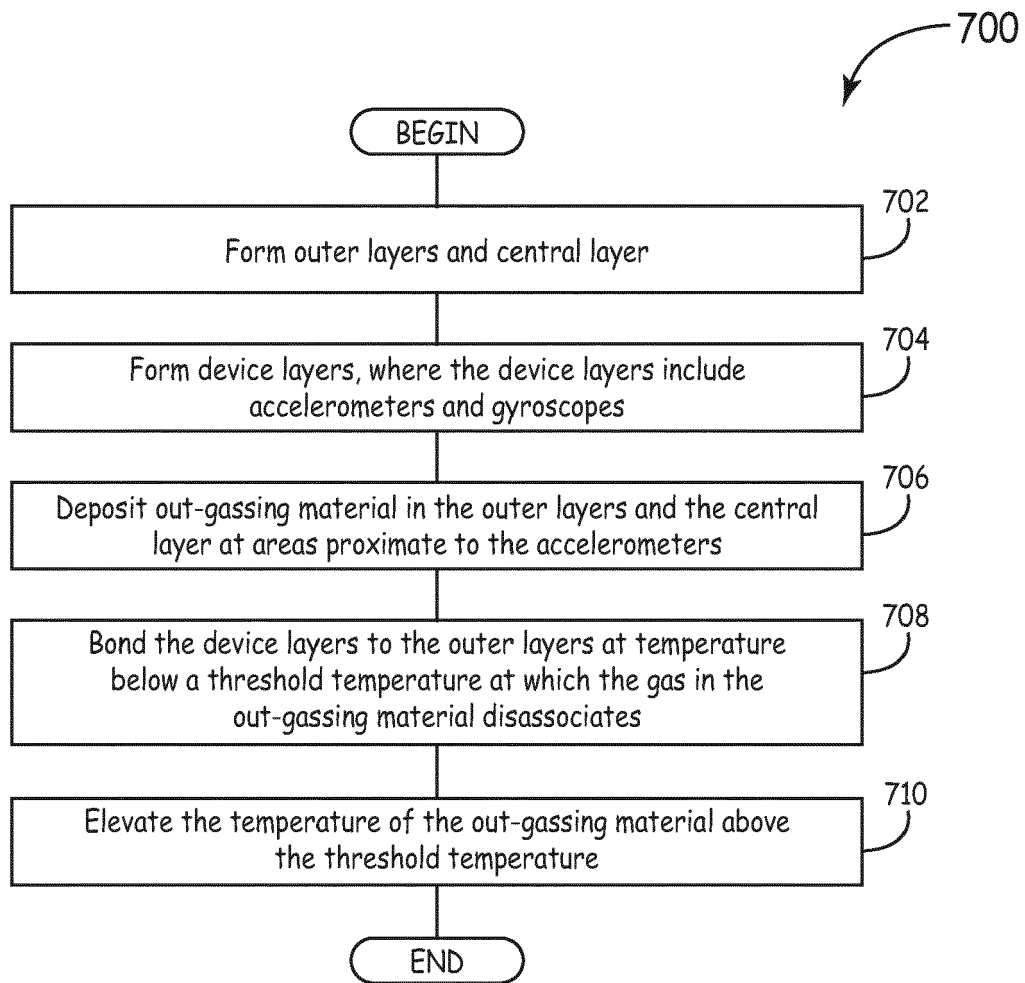 700
BEGIN
702
Form outer layers and central layer
704
Form device layers, where the device layers include
accelerometers and gyroscopes
706
Deposit out-gassing material in the outer layers and the central
layer at areas proximate to the accelerometers
708
Bond the device layers to the outer layers at temperature
below a threshold temperature at which the gas in the
out-gassing material disassociates
710
Elevate the temperature of the out-gassing material above
the threshold temperature
END